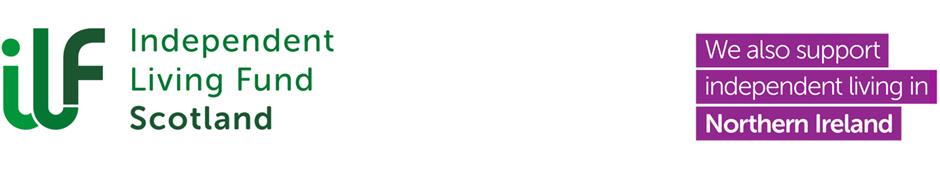 ilf
Independent
Living Fund
Scotland
We also support
independent living in
Northern Ireland